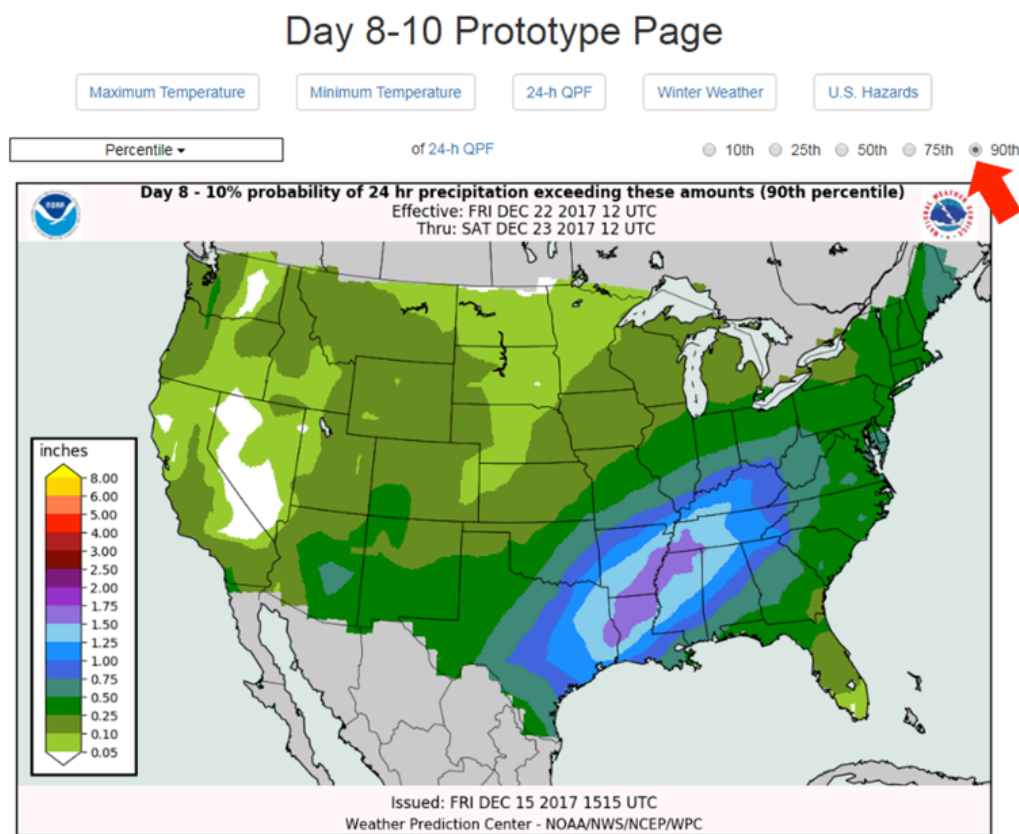 Day 8-10 Prototype Page
Maximum Temperature
Minimum Temperature
24-h QPF
Winter Weather
U.S. Hazards
Percentile
of 24-h QPF
10th 25th 50th 75th 90th
Day 8 - 10% probability of 24 hr precipitation exceeding these amounts (90th percentile)
Effective: FRI DEC 22 2017 12 UTC
Thru: SAT DEC 23 2017 12 UTC
inches
8.00
6.00
5.00
4.00
3.00
2.50
2.00
1.75
1.50
1.25
1.00
0.75
0.50
0.25
0.10
0.05
Issued: FRI DEC 15 2017 1515 UTC
Weather Prediction Center - NOAA/NWS/NCEP/WPC